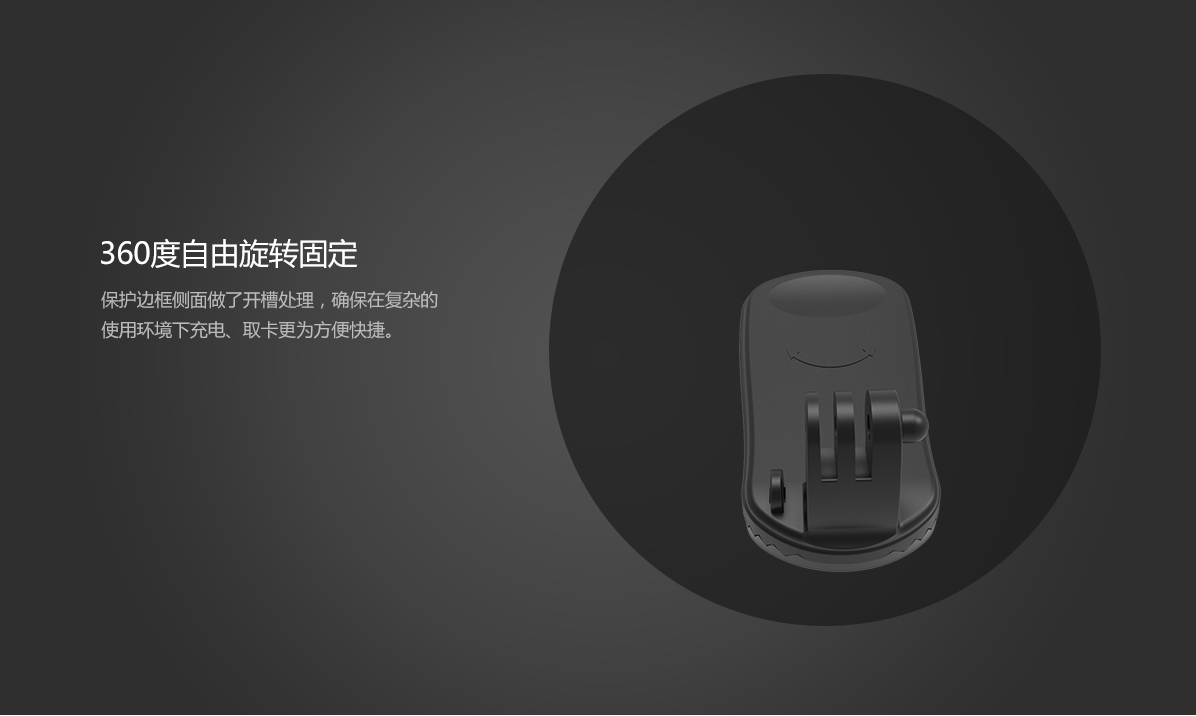 360度自由旋转固定
保护边框侧面做了开槽处理，确保在复杂的
使用环境下充电、取卡更为方便快捷。